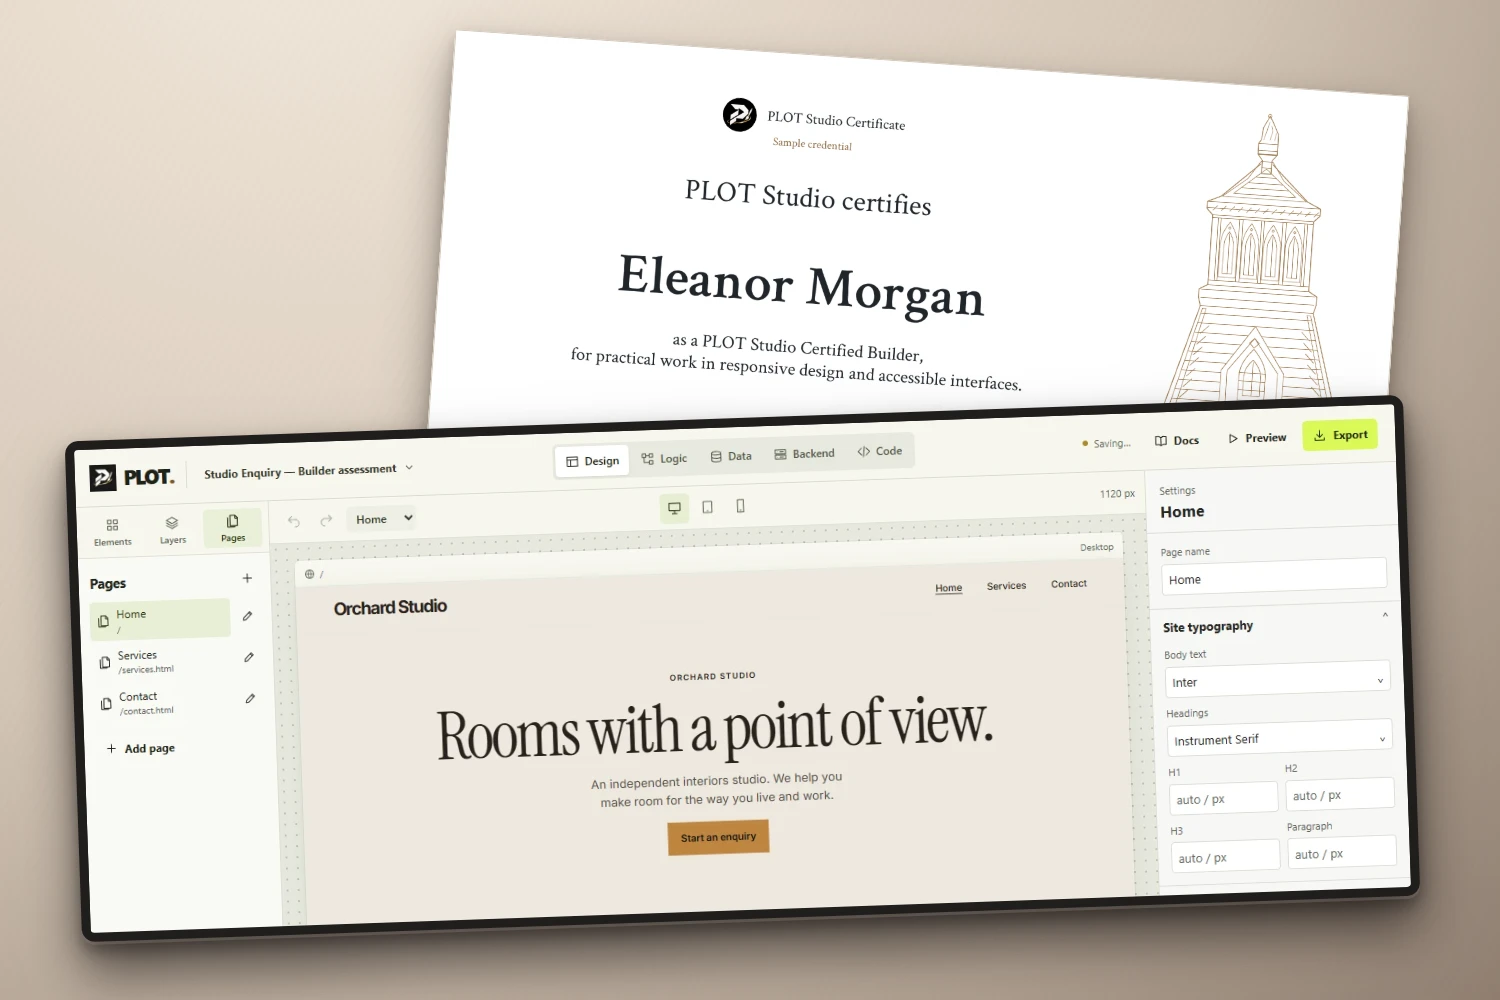 PLOT Studio Certificate
Sample credential
PLOT Studio certifies
Eleanor Morgan
as a PLOT Studio Certified Builder,
for practical work in responsive design and accessible interfaces.
PLOT.
Studio Enquiry — Builder assessment
Design
Logic
Data
Backend
Code
Saving...
Docs
Preview
Export
Elements
Layers
Pages
Home
1120 px
Pages
Home
/
Services
/services.html
Contact
/contact.html
Add page
/
Desktop
Orchard Studio
Home
Services
Contact
ORCHARD STUDIO
Rooms with a point of view.
An independent interiors studio. We help you
make room for the way you live and work.
Start an enquiry
Settings
Home
Page name
Home
Site typography
Body text
Inter
Headings
Instrument Serif
H1
H2
auto / px
auto / px
H3
Paragraph
auto / px
auto / px